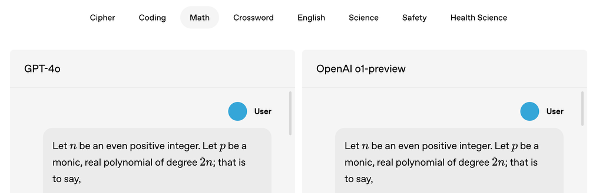 Cipher Coding Math Crossword English Science Safety Health Science
GPT-4o
OpenAI o1-preview
User
Let n be an even positive integer. Let p be a
monic, real polynomial of degree 2n; that is
to say,
User
Let n be an even positive integer. Let p be a
monic, real polynomial of degree 2n; that is
to say,